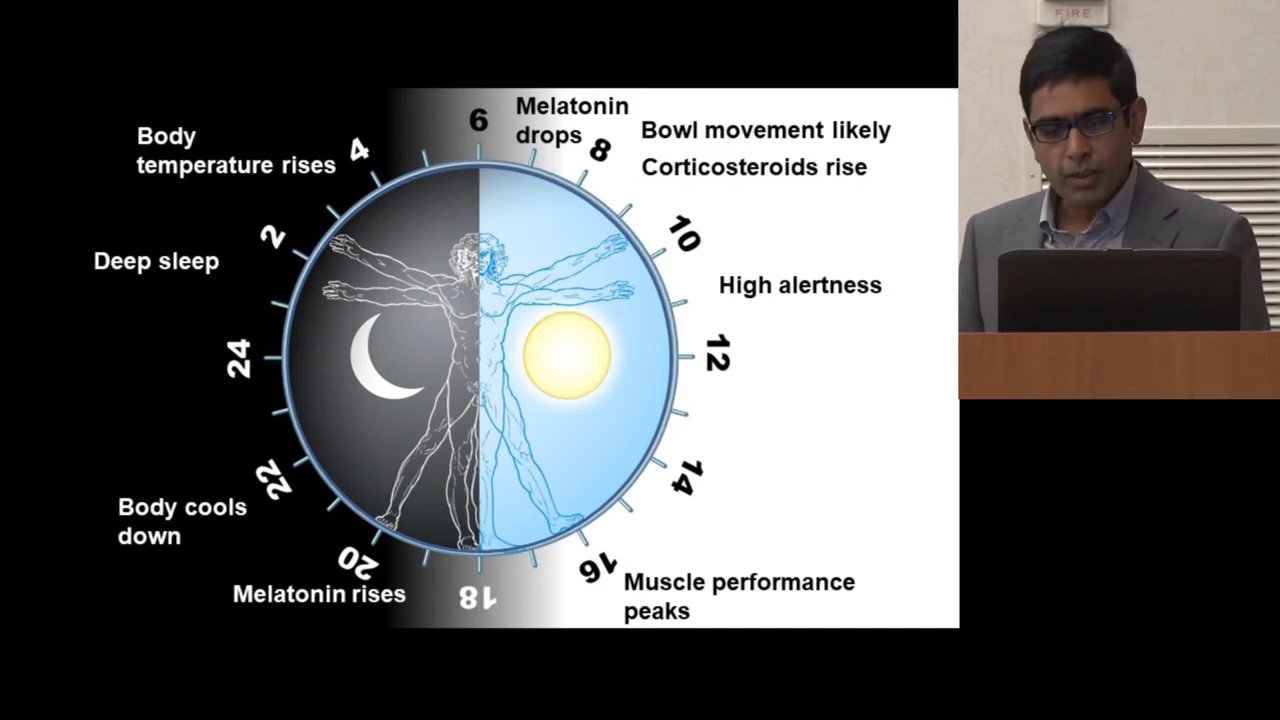 6
Melatonin
drops
8
Bowl movement likely
Corticosteroids rise
Body
temperature rises
4
2
10
Deep sleep
High alertness
24
12
22
14
Body cools
down
20
16
Melatonin rises
18
Muscle performance
peaks
FIRE